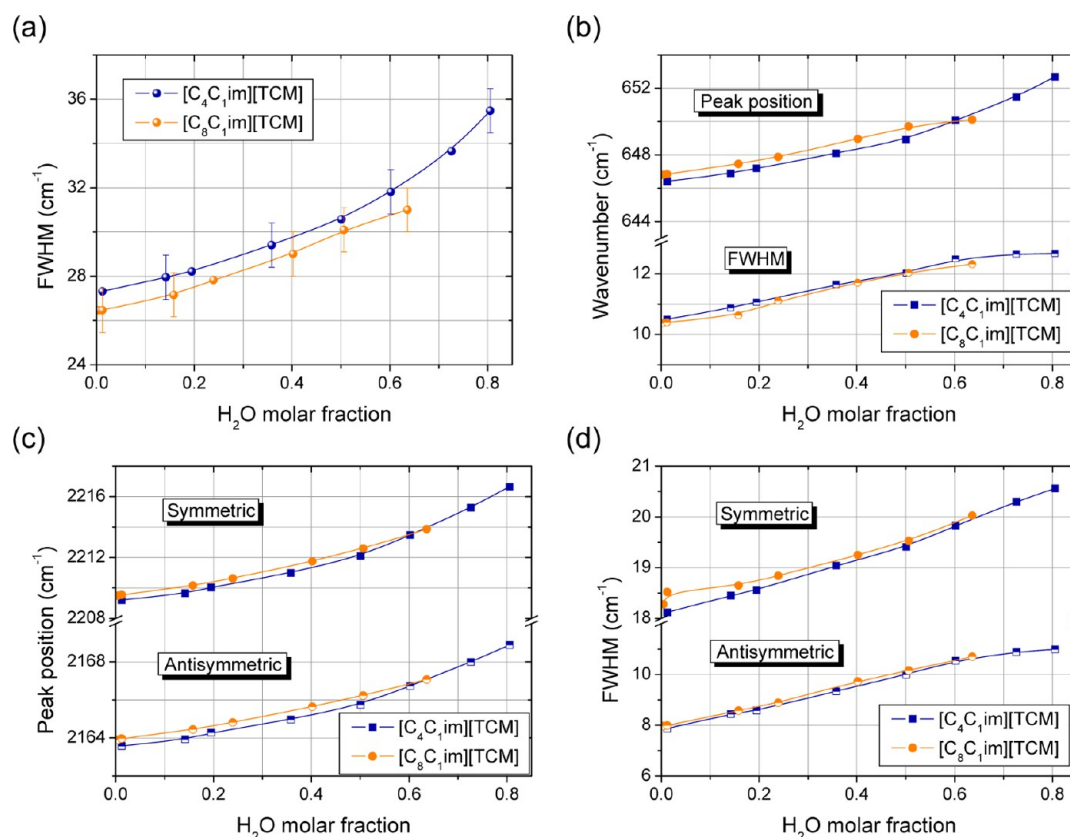 (a)
36
32
28
24
FWHM (cm⁻¹)
[C₄C₁im][TCM]
[C₈C₁im][TCM]
0.0 0.2 0.4 0.6 0.8
H₂O molar fraction
(b)
652
648
644
12
10
Wavenumber (cm⁻¹)
Peak position
FWHM
[C₄C₁im][TCM]
[C₈C₁im][TCM]
0.0 0.2 0.4 0.6 0.8
H₂O molar fraction
(c)
2216
2212
2208
2168
2164
Peak position (cm⁻¹)
Symmetric
Antisymmetric
[C₄C₁im][TCM]
[C₈C₁im][TCM]
0.0 0.2 0.4 0.6 0.8
H₂O molar fraction
(d)
21
20
19
18
10
8
6
FWHM (cm⁻¹)
Symmetric
Antisymmetric
[C₄C₁im][TCM]
[C₈C₁im][TCM]
0.0 0.2 0.4 0.6 0.8
H₂O molar fraction